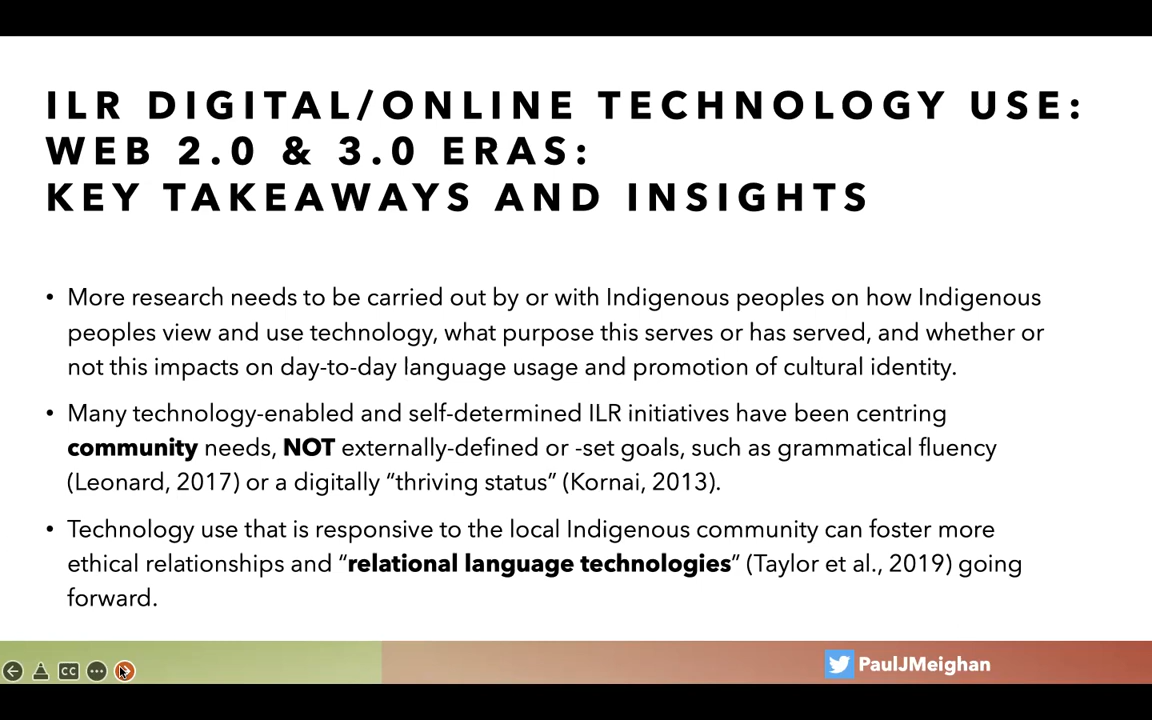 ILR DIGITAL/ONLINE TECHNOLOGY USE:
WEB 2.0 & 3.0 ERAS:
KEY TAKEAWAYS AND INSIGHTS
• More research needs to be carried out by or with Indigenous peoples on how Indigenous
peoples view and use technology, what purpose this serves or has served, and whether or
not this impacts on day-to-day language usage and promotion of cultural identity.
• Many technology-enabled and self-determined ILR initiatives have been centring
community needs, NOT externally-defined or -set goals, such as grammatical fluency
(Leonard, 2017) or a digitally “thriving status” (Kornai, 2013).
• Technology use that is responsive to the local Indigenous community can foster more
ethical relationships and “relational language technologies” (Taylor et al., 2019) going
forward.
CC
PaulJMeighan